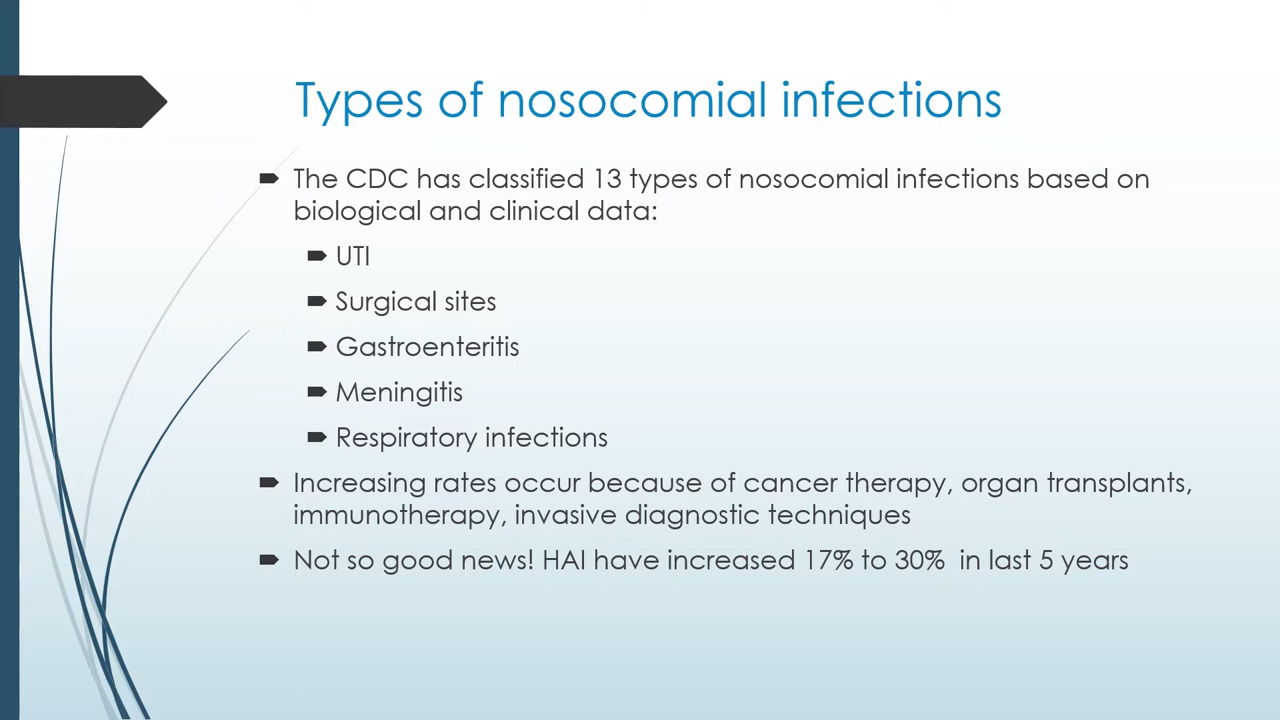 Types of nosocomial infections
The CDC has classified 13 types of nosocomial infections based on
biological and clinical data:
UTI
Surgical sites
Gastroenteritis
Meningitis
Respiratory infections
Increasing rates occur because of cancer therapy, organ transplants,
immunotherapy, invasive diagnostic techniques
Not so good news! HAI have increased 17% to 30%  in last 5 years